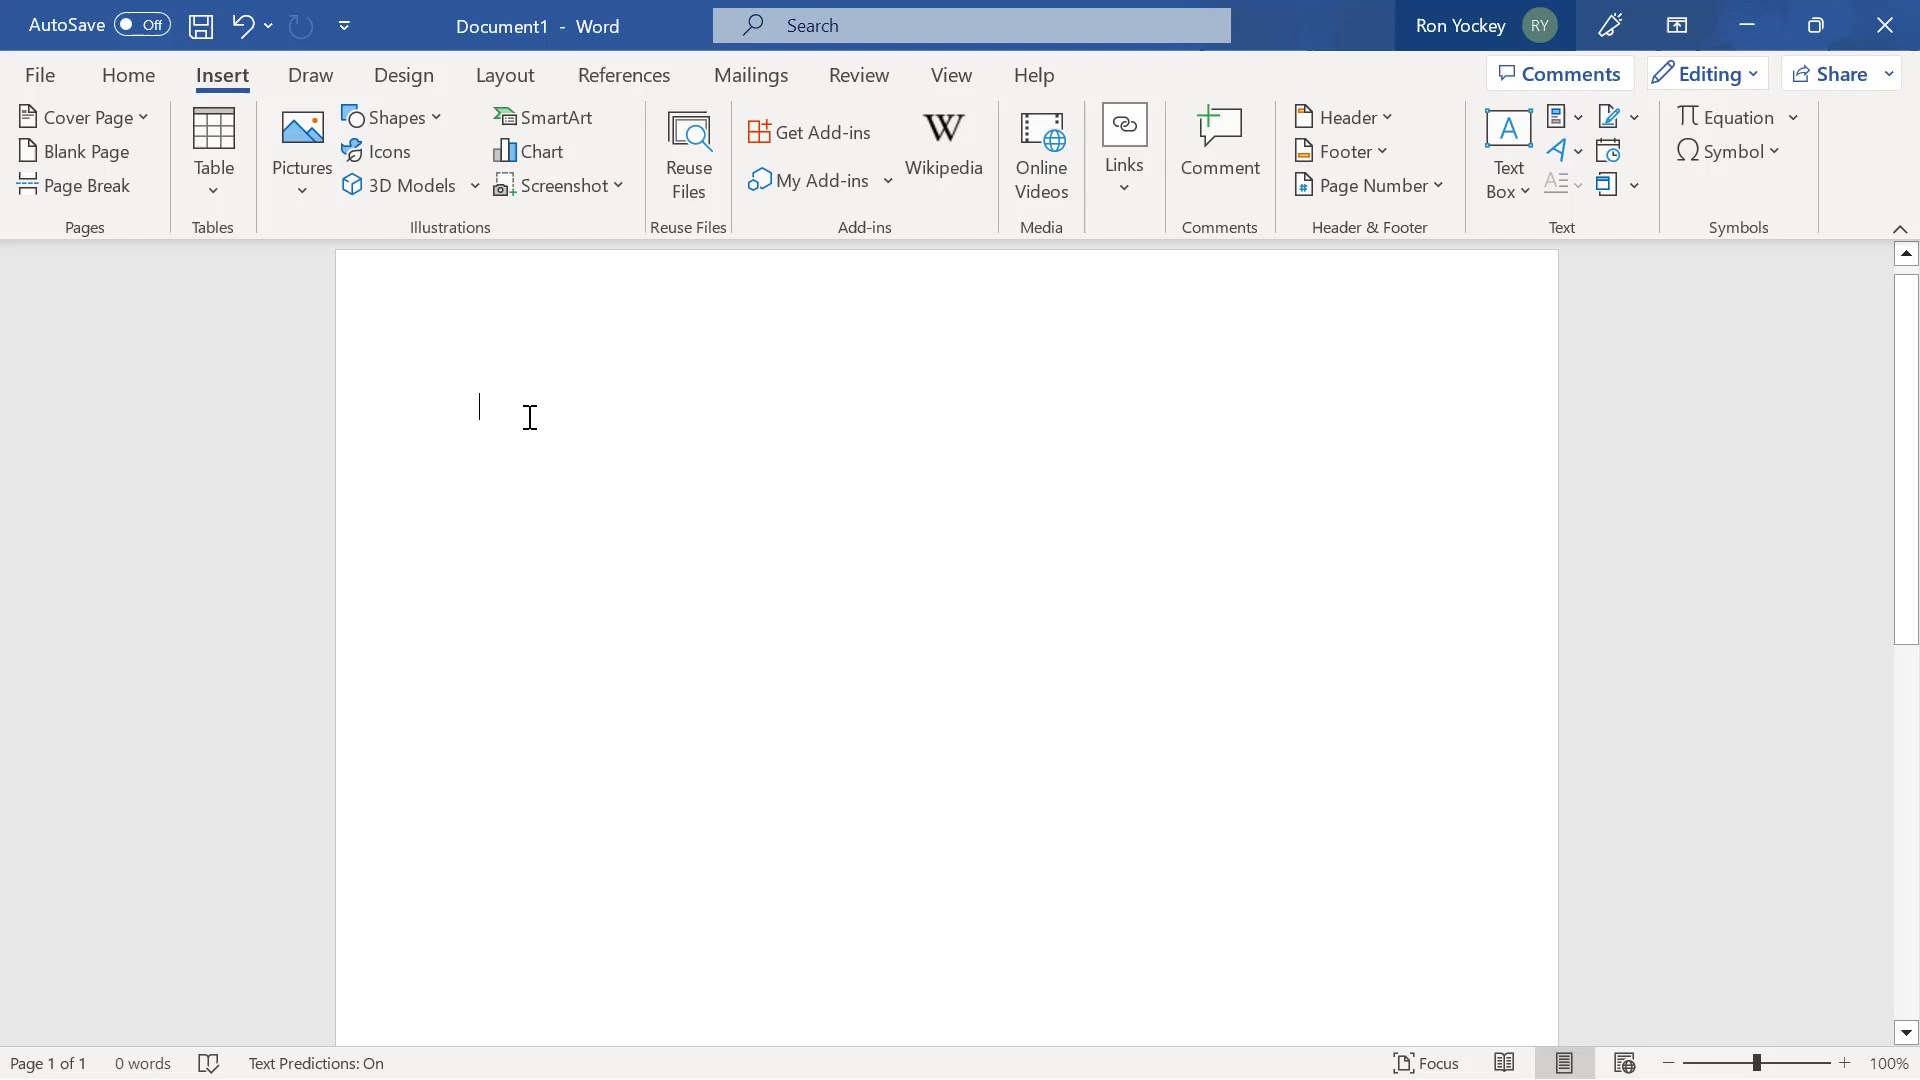 AutoSave Off Document1 - Word Search Ron Yockey RY
File Home Insert Draw Design Layout References Mailings Review View Help Comments Editing Share
Cover Page
Blank Page
Page Break
Pages
Table
Tables
Pictures
Shapes
Icons
3D Models
SmartArt
Chart
Screenshot
Illustrations
Reuse
Files
Reuse Files
Get Add-ins
My Add-ins
W
Wikipedia
Add-ins
Online
Videos
Media
Links
Comment
Comments
Header
Footer
# Page Number
Header & Footer
A
Text
Box
A
A
Text
π Equation
Ω Symbol
Symbols
Page 1 of 1 0 words Text Predictions: On Focus 100%